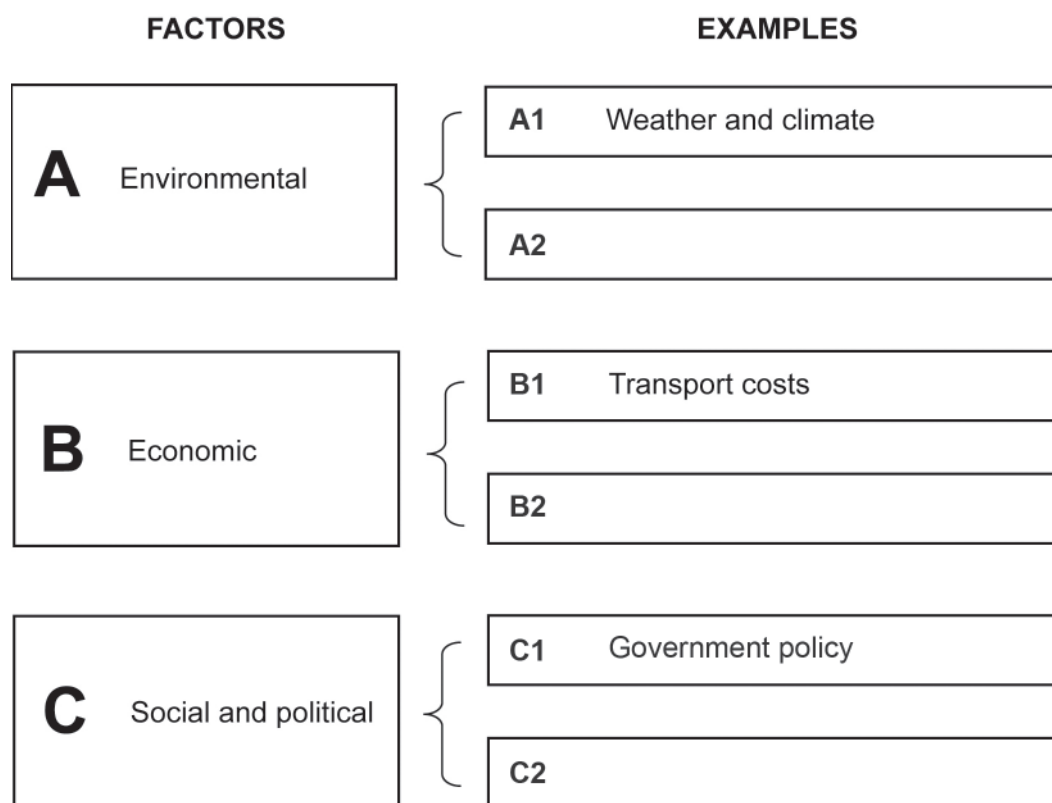 FACTORS
EXAMPLES
A Environmental
A1 Weather and climate
A2
B Economic
B1 Transport costs
B2
C Social and political
C1 Government policy
C2